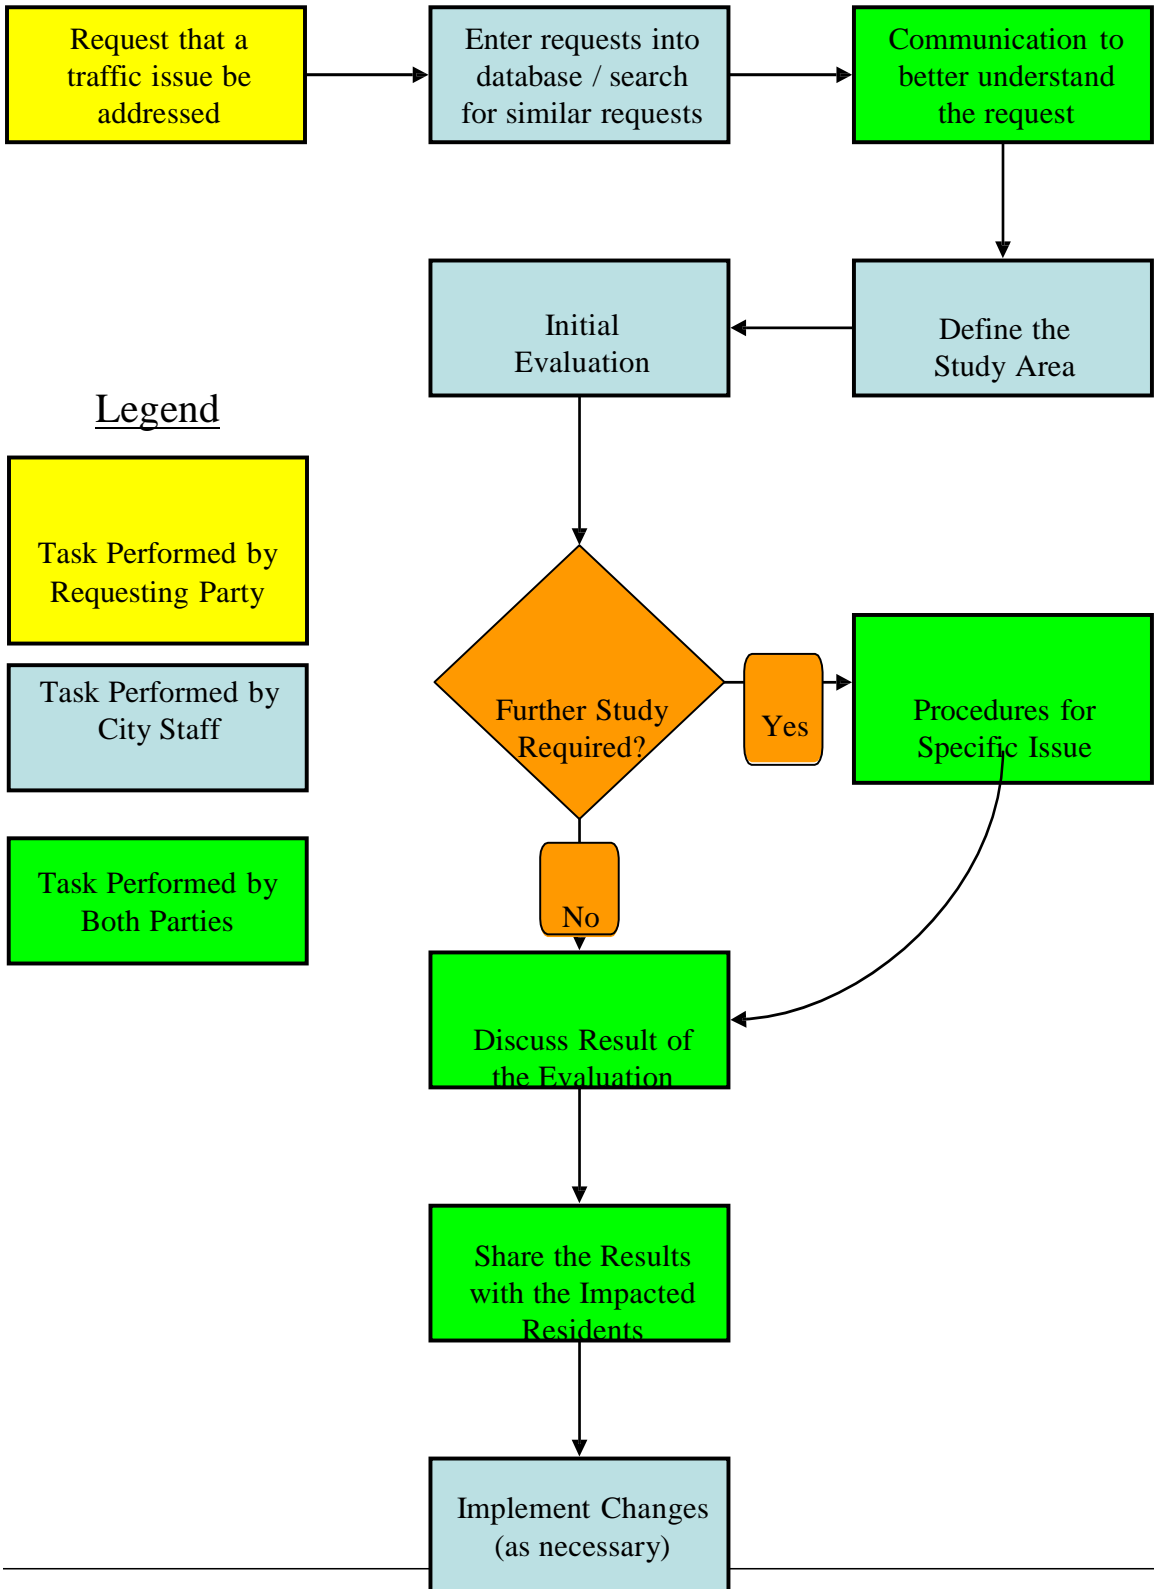 Request that a
traffic issue be
addressed
Enter requests into
database / search
for similar requests
Communication to
better understand
the request
Initial
Evaluation
Define the
Study Area
Legend
Task Performed by
Requesting Party
Task Performed by
City Staff
Task Performed by
Both Parties
Further Study
Required?
Yes
Procedures for
Specific Issue
No
Discuss Result of
the Evaluation
Share the Results
with the Impacted
Residents
Implement Changes
(as necessary)